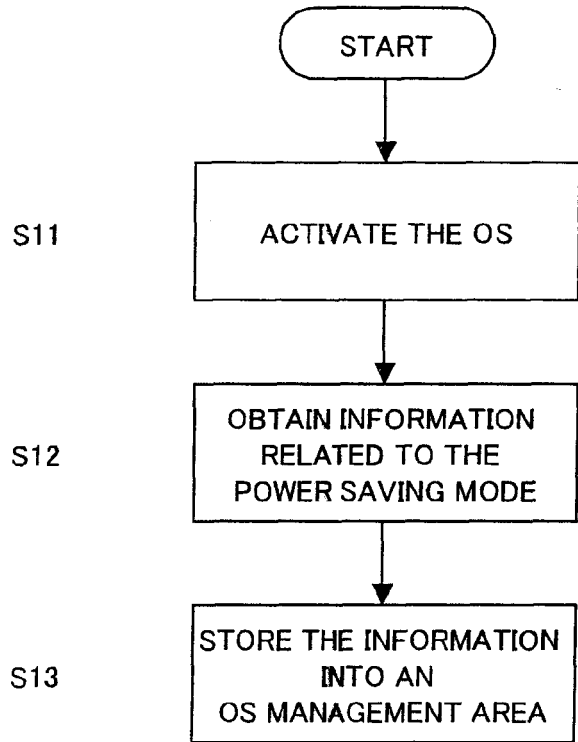 START
S11
ACTIVATE THE OS
S12
OBTAIN INFORMATION
RELATED TO THE
POWER SAVING MODE
S13
STORE THE INFORMATION
INTO AN
OS MANAGEMENT AREA